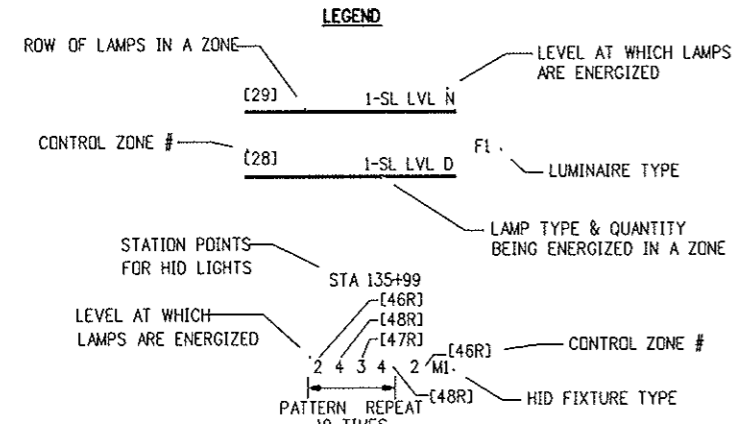 LEGEND
ROW OF LAMPS IN A ZONE
LEVEL AT WHICH LAMPS
ARE ENERGIZED
[29] 1-SL LVL N
CONTROL ZONE #
[28] 1-SL LVL D
F1
LUMINAIRE TYPE
LAMP TYPE & QUANTITY
BEING ENERGIZED IN A ZONE
STATION POINTS
FOR HID LIGHTS
STA 135+99
[46R]
LEVEL AT WHICH
LAMPS ARE ENERGIZED
[48R]
[47R]
[46R]
CONTROL ZONE #
2 4 3 4 2 M1
[48R]
HID FIXTURE TYPE
PATTERN REPEAT
TIMES